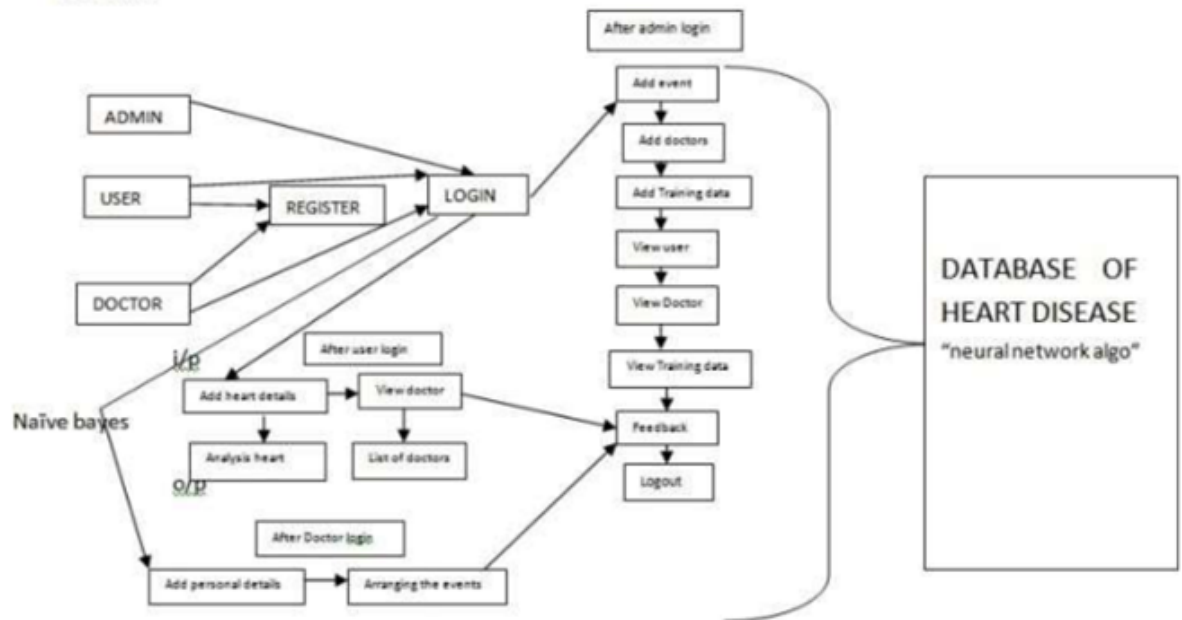 After admin login
Add event
ADMIN
Add doctors
USER
REGISTER
LOGIN
Add Training data
View user
DOCTOR
View Doctor
DATABASE OF
HEART DISEASE
"neural network algo"
After user login
i/p
View Training data
Add heart details
View doctor
Naïve bayes
Feedback
Analysis heart
List of doctors
o/p
Logout
After Doctor login
Add personal details
Arranging the events